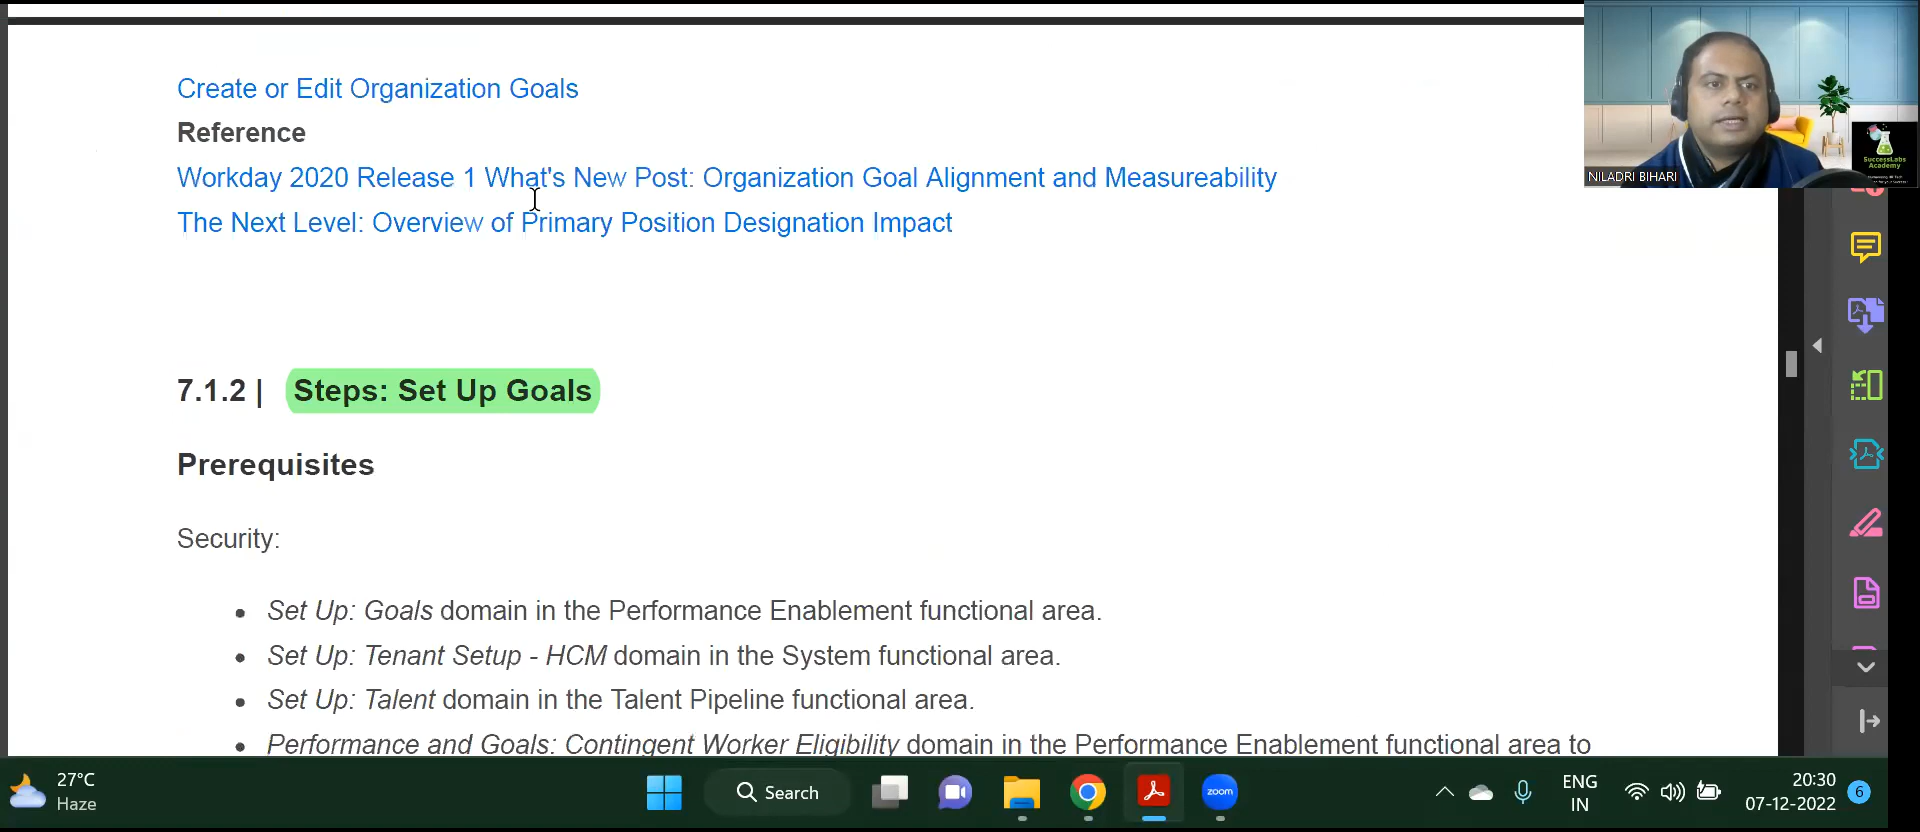 Create or Edit Organization Goals
Reference
Workday 2020 Release 1 What's New Post: Organization Goal Alignment and Measureability
The Next Level: Overview of Primary Position Designation Impact
7.1.2 | Steps: Set Up Goals
Prerequisites
Security:
• Set Up: Goals domain in the Performance Enablement functional area.
• Set Up: Tenant Setup - HCM domain in the System functional area.
• Set Up: Talent domain in the Talent Pipeline functional area.
• Performance and Goals: Contingent Worker Eligibility domain in the Performance Enablement functional area to
NILADRI BIHARI
SuccessLabs
Academy
27°C
Haze
Search
zoom
ENG
IN
20:30
07-12-2022
6